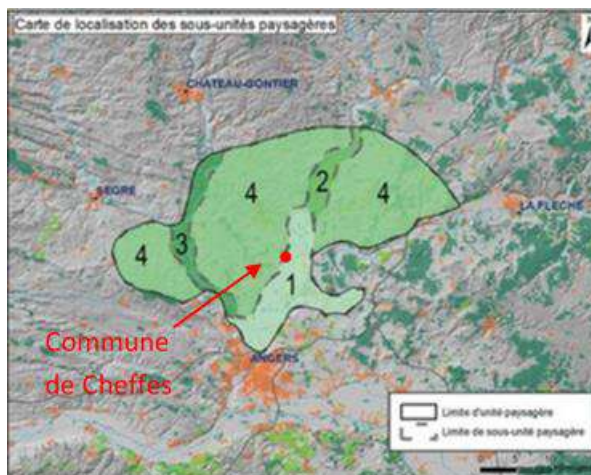 Carte de localisation des sous-unités paysagères
CHÂTEAU-GONTIER
SEGRE
LA FLECHE
4
2
4
4
3
1
Commune
de Cheffes
ANGERS
Limite d'unité paysagère
Limite de sous-unité paysagère